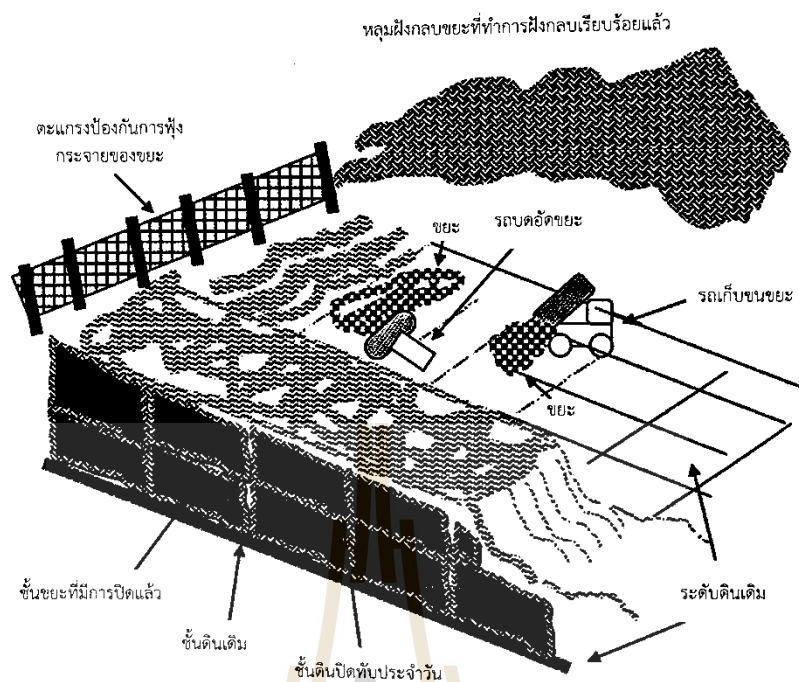 หลุมฝังกลบขยะที่ทำการฝังกลบเรียบร้อยแล้ว
ตะแกรงป้องกันการฟุ้ง
กระจายของขยะ
ขยะ
รถบดอัดขยะ
รถเก็บขนขยะ
ขยะ
ชั้นขยะที่มีการปิดแล้ว
ชั้นดินเดิม
ชั้นดินปิดทับประจำวัน
ระดับดินเดิม